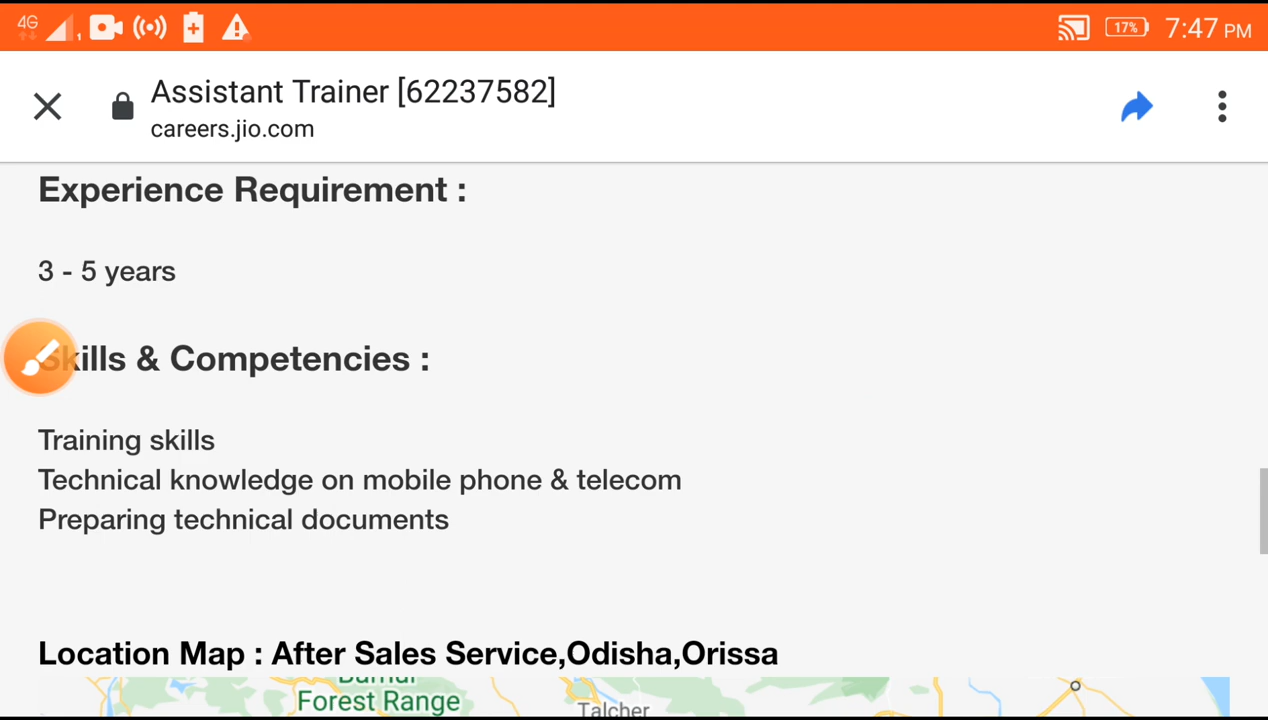 4G 17% 7:47 PM
Assistant Trainer [62237582]
careers.jio.com
Experience Requirement :
3 - 5 years
Skills & Competencies :
Training skills
Technical knowledge on mobile phone & telecom
Preparing technical documents
Location Map : After Sales Service,Odisha,Orissa
Forest Range
Talcher